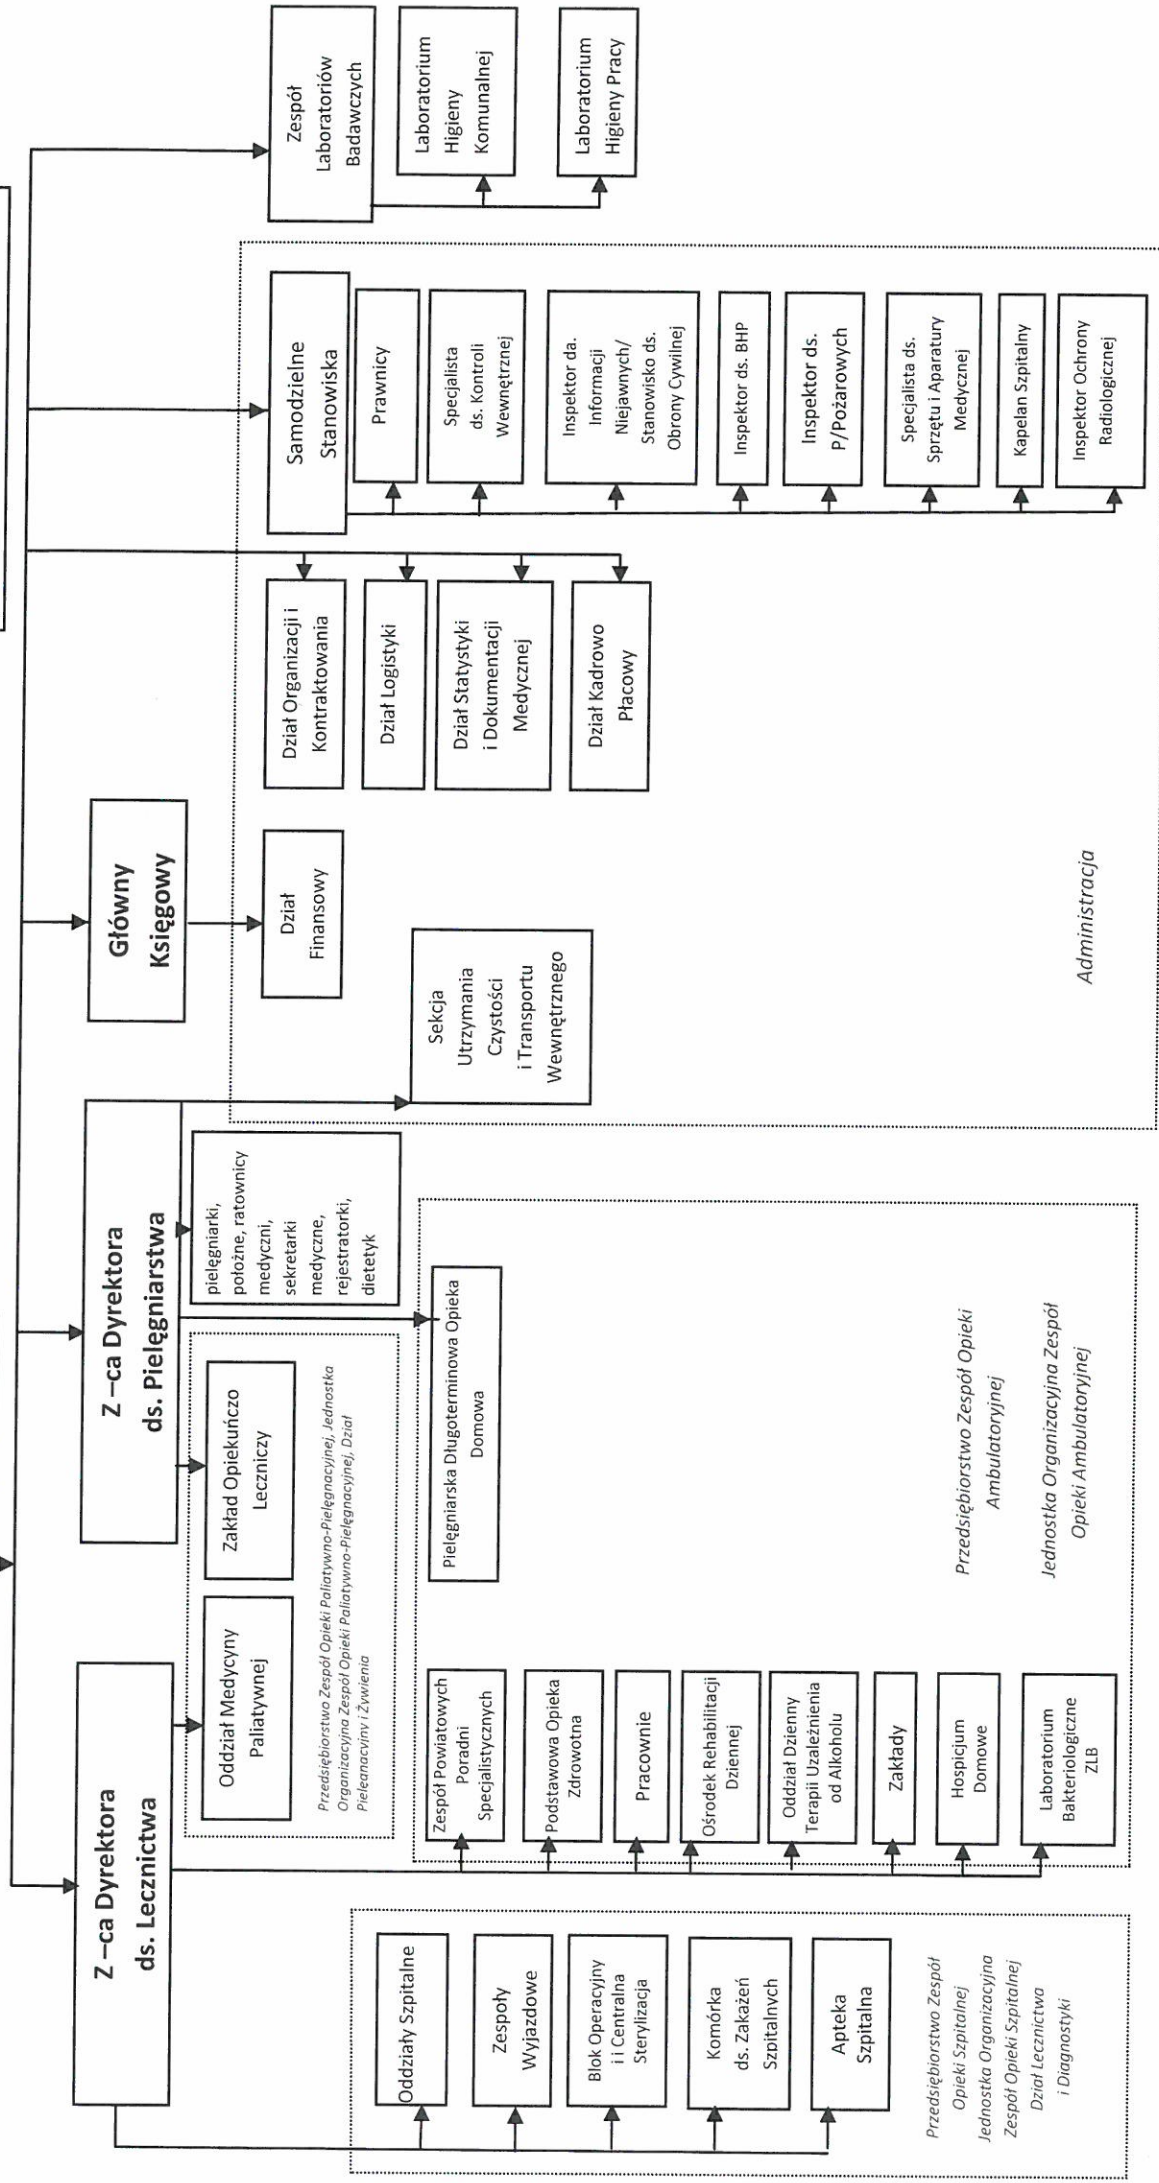 Z –ca Dyrektora
ds. Lecznictwa
Z –ca Dyrektora
ds. Pielęgniarstwa
Główny
Księgowy
Oddziały Szpitalne
Zespoły
Wyjazdowe
Blok Operacyjny
i i Centralna
Sterylizacja
Komórka
ds. Zakażeń
Szpitalnych
Apteka
Szpitalna
Przedsiębiorstwo Zespół
Opieki Szpitalnej
Jednostka Organizacyjna
Zespół Opieki Szpitalnej
Dział Lecznictwa
i Diagnostyki
Oddział Medycyny
Paliatywnej
Zakład Opiekuńczo
Leczniczy
Przedsiębiorstwo Zespół Opieki Paliatywno-Pielęgnacyjnej, Jednostka
Organizacyjna Zespół Opieki Paliatywno-Pielęgnacyjnej, Dział
Pielęgnacyjny i Żywienia
pielęgniarki,
położne, ratownicy
medyczni,
sekretarki
medyczne,
rejestratorki,
dietetyk
Zespół Powiatowych
Poradni
Specjalistycznych
Podstawowa Opieka
Zdrowotna
Pracownie
Ośrodek Rehabilitacji
Dziennej
Oddział Dzienny
Terapii Uzależnienia
od Alkoholu
Zakłady
Hospicjum
Domowe
Laboratorium
Bakteriologiczne
ZLB
Pielęgniarska Długoterminowa Opieka
Domowa
Przedsiębiorstwo Zespół Opieki
Ambulatoryjnej
Jednostka Organizacyjna Zespół
Opieki Ambulatoryjnej
Sekcja
Utrzymania
Czystości
i Transportu
Wewnętrznego
Dział
Finansowy
Dział Organizacji i
Kontraktowania
Dział Logistyki
Dział Statystyki
i Dokumentacji
Medycznej
Dział Kadrowo
Płacowy
Administracja
Samodzielne
Stanowiska
Prawnicy
Specjalista
ds. Kontroli
Wewnętrznej
Inspektor da.
Informacji
Niejawnych/
Stanowisko ds.
Obrony Cywilnej
Inspektor ds. BHP
Inspektor ds.
P/Pożarowych
Specjalista ds.
Sprzętu i Aparatury
Medycznej
Kapelan Szpitalny
Inspektor Ochrony
Radiologicznej
Zespół
Laboratoriów
Badawczych
Laboratorium
Higieny
Komunalnej
Laboratorium
Higieny Pracy